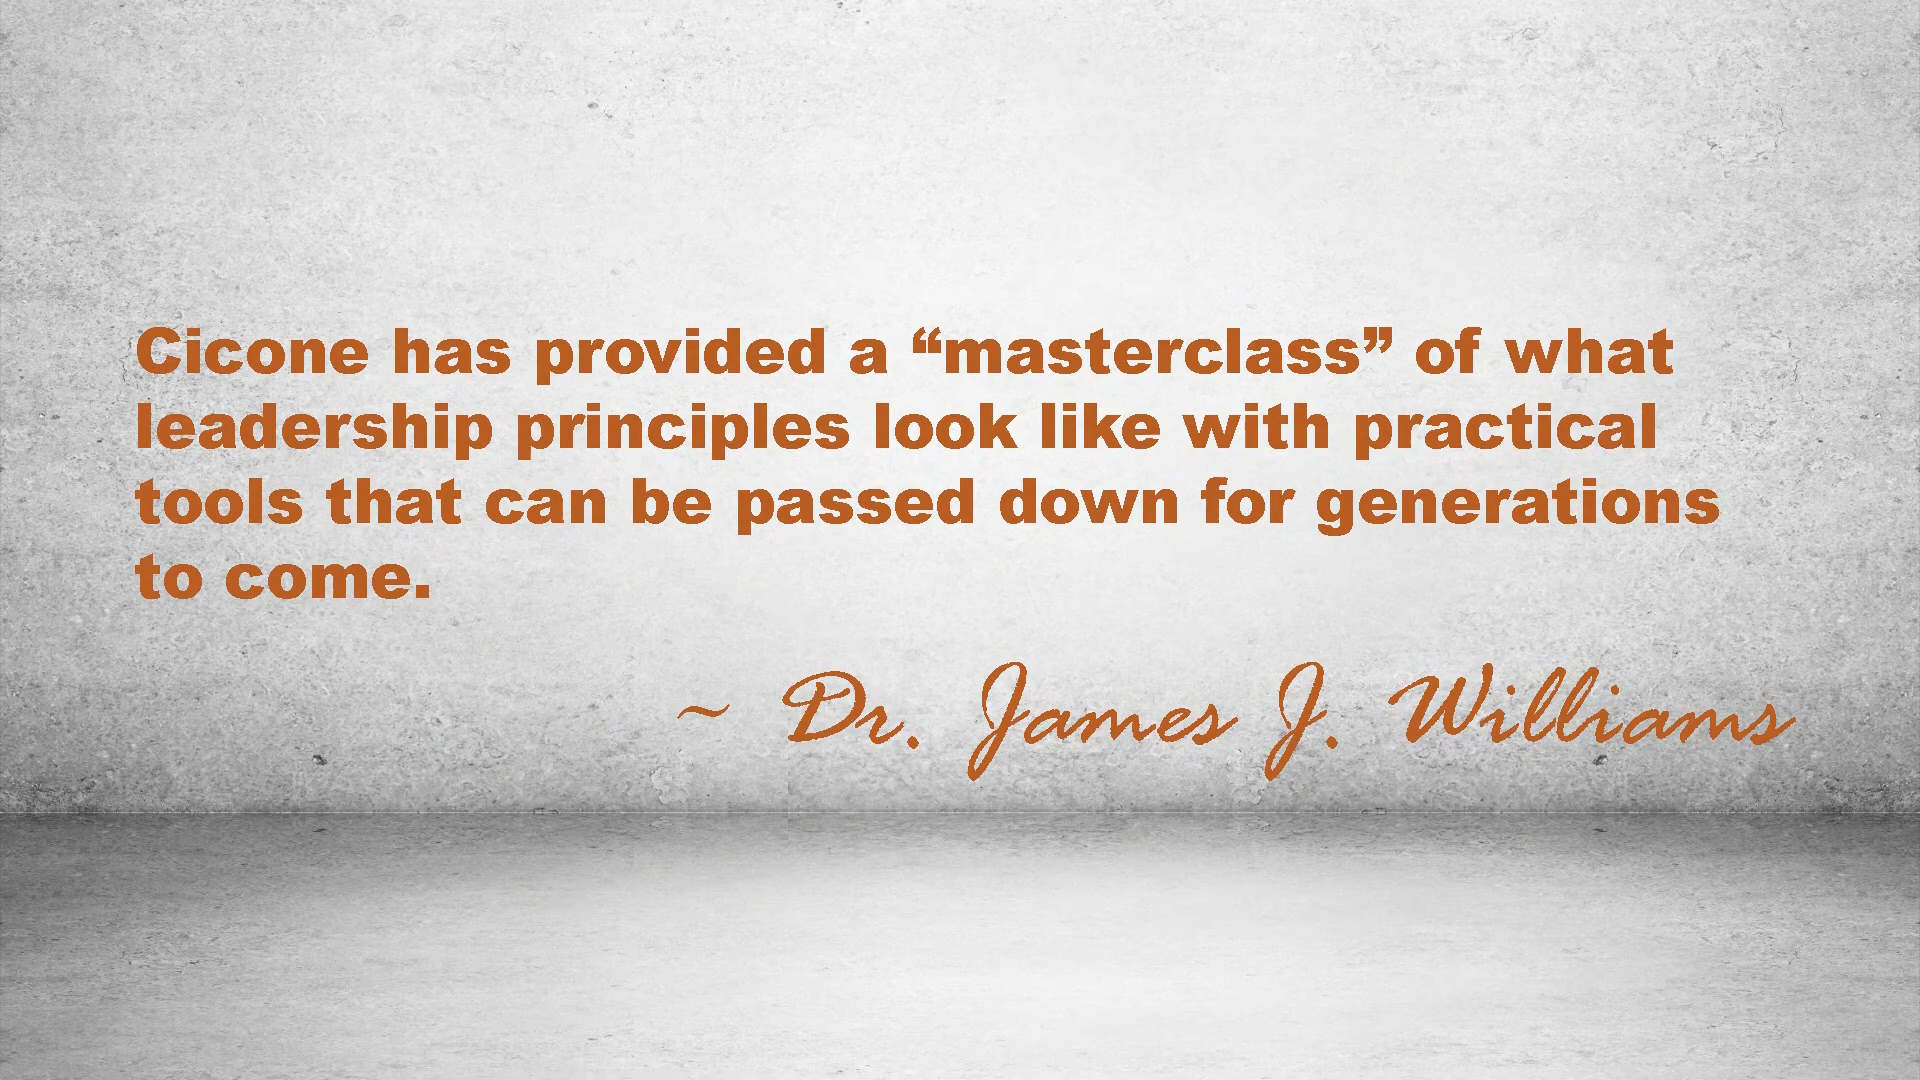 Cicone has provided a “masterclass” of what
leadership principles look like with practical
tools that can be passed down for generations
to come.
~ Dr. James J. Williams